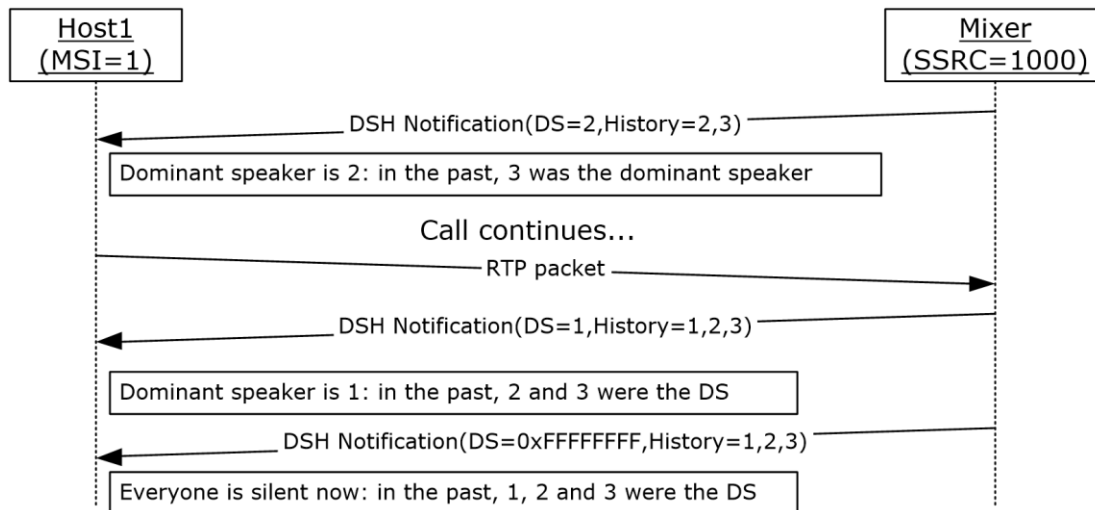 Host1
(MSI=1)
Mixer
(SSRC=1000)
DSH Notification(DS=2,History=2,3)
Dominant speaker is 2: in the past, 3 was the dominant speaker
Call continues...
RTP packet
DSH Notification(DS=1,History=1,2,3)
Dominant speaker is 1: in the past, 2 and 3 were the DS
DSH Notification(DS=0xFFFFFFFF,History=1,2,3)
Everyone is silent now: in the past, 1, 2 and 3 were the DS